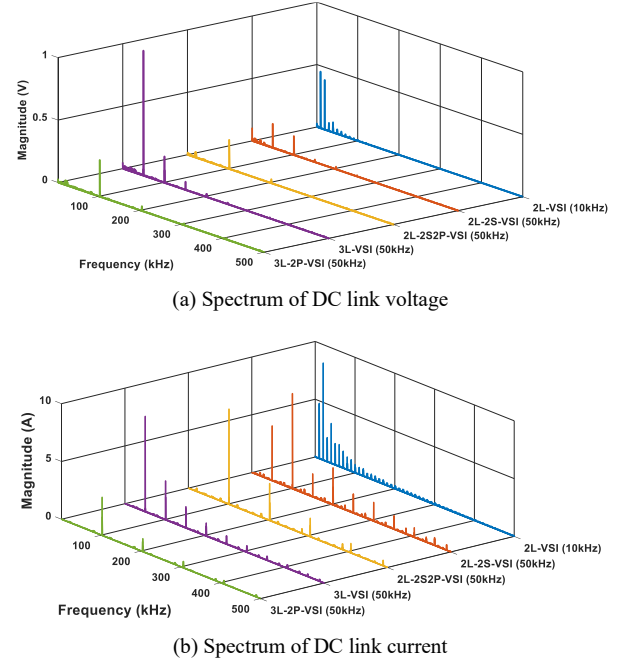 1
0.5
0
Magnitude (V)
100
200
300
400
500
Frequency (kHz)
2L-VSI (10kHz)
2L-2S-VSI (50kHz)
2L-2S2P-VSI (50kHz)
3L-VSI (50kHz)
3L-2P-VSI (50kHz)
(a) Spectrum of DC link voltage
10
5
0
Magnitude (A)
100
200
300
400
500
Frequency (kHz)
2L-VSI (10kHz)
2L-2S-VSI (50kHz)
2L-2S2P-VSI (50kHz)
3L-VSI (50kHz)
3L-2P-VSI (50kHz)
(b) Spectrum of DC link current